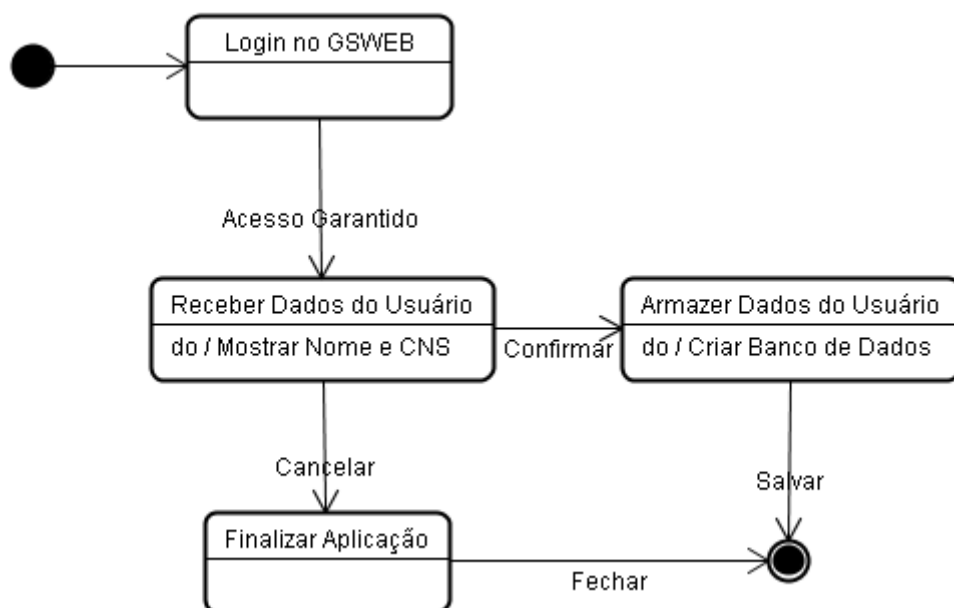 Login no GSWEB
Acesso Garantido
Receber Dados do Usuário
do / Mostrar Nome e CNS
Confirmar
Armazer Dados do Usuário
do / Criar Banco de Dados
Cancelar
Salvar
Finalizar Aplicação
Fechar